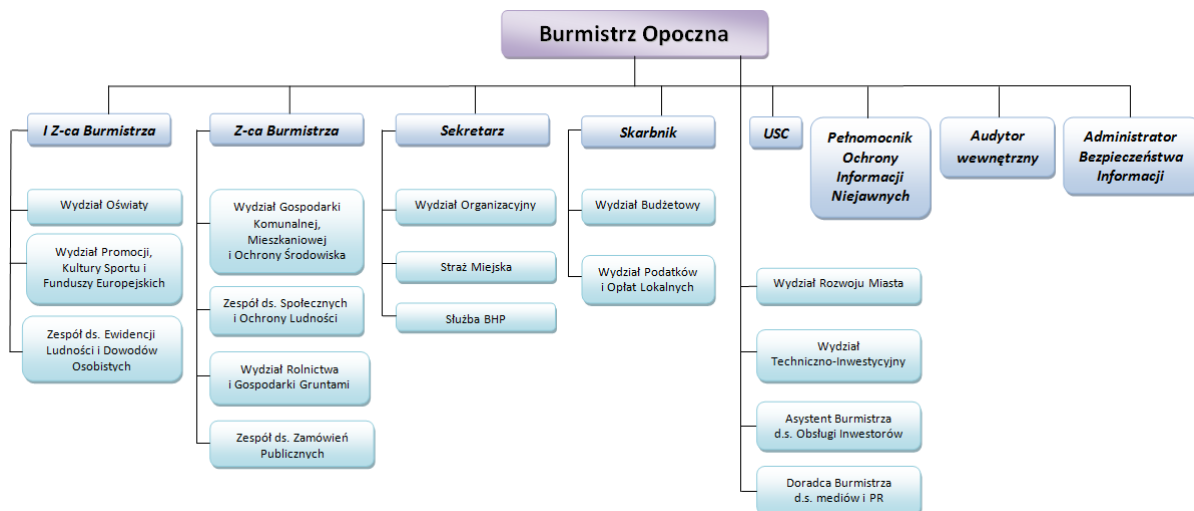 Burmistrz Opoczna
I Z-ca Burmistrza
Wydział Oświaty
Wydział Promocji,
Kultury Sportu i
Funduszy Europejskich
Zespół ds. Ewidencji
Ludności i Dowodów
Osobistych
Z-ca Burmistrza
Wydział Gospodarki
Komunalnej,
Mieszkaniowej
i Ochrony Środowiska
Zespół ds. Społecznych
i Ochrony Ludności
Wydział Rolnictwa
i Gospodarki Gruntami
Zespół ds. Zamówień
Publicznych
Sekretarz
Wydział Organizacyjny
Straż Miejska
Służba BHP
Skarbnik
Wydział Budżetowy
Wydział Podatków
i Opłat Lokalnych
USC
Pełnomocnik
Ochrony
Informacji
Niejawnych
Audytor
wewnętrzny
Administrator
Bezpieczeństwa
Informacji
Wydział Rozwoju Miasta
Wydział
Techniczno-Inwestycyjny
Asystent Burmistrza
d.s. Obsługi Inwestorów
Doradca Burmistrza
d.s. mediów i PR